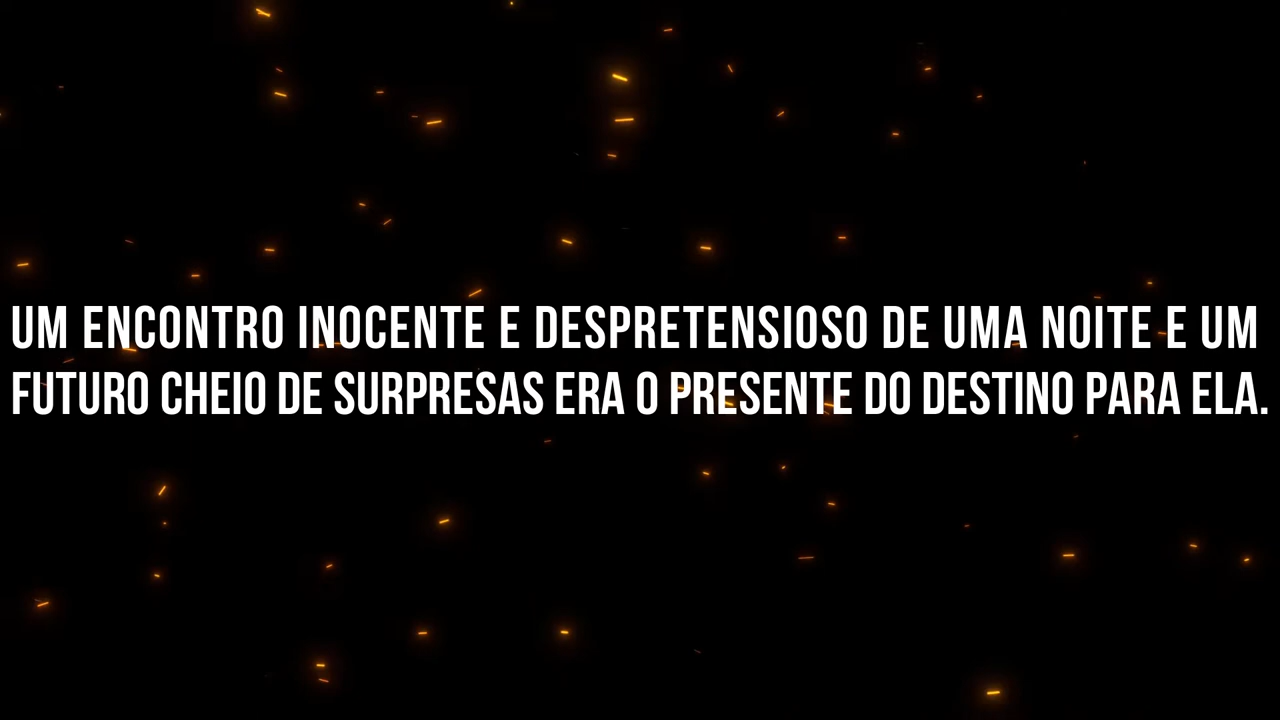 UM ENCONTRO INOCENTE E DESPRETENSIOSO DE UMA NOITE E UM
FUTURO CHEIO DE SURPRESAS ERA O PRESENTE DO DESTINO PARA ELA.